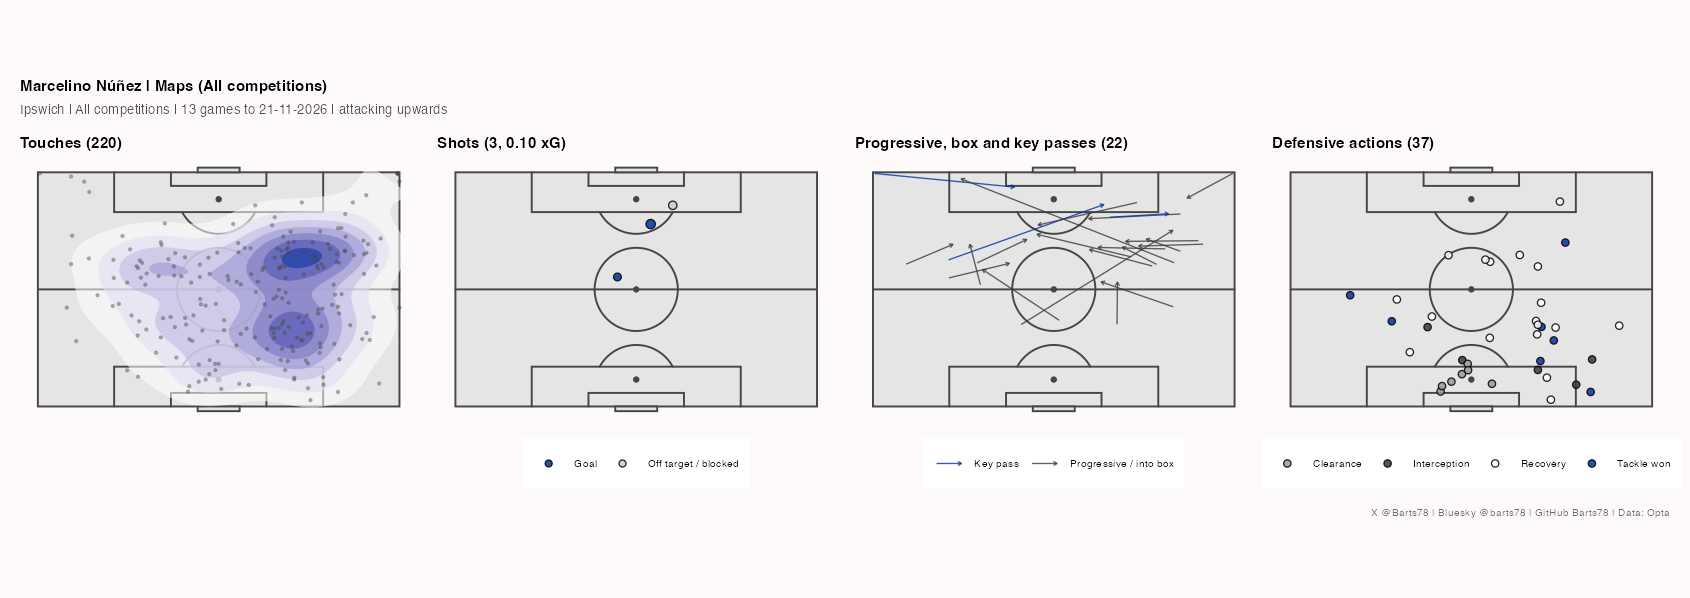 Marcelino Núñez | Maps (All competitions)
Ipswich | All competitions | 13 games to 21-11-2026 | attacking upwards
Touches (220)
Shots (3, 0.10 xG)
Progressive, box and key passes (22)
Defensive actions (37)
Goal
Off target / blocked
Key pass
Progressive / into box
Clearance
Interception
Recovery
Tackle won
X @Barts78 | Bluesky @barts78 | GitHub Barts78 | Data: Opta